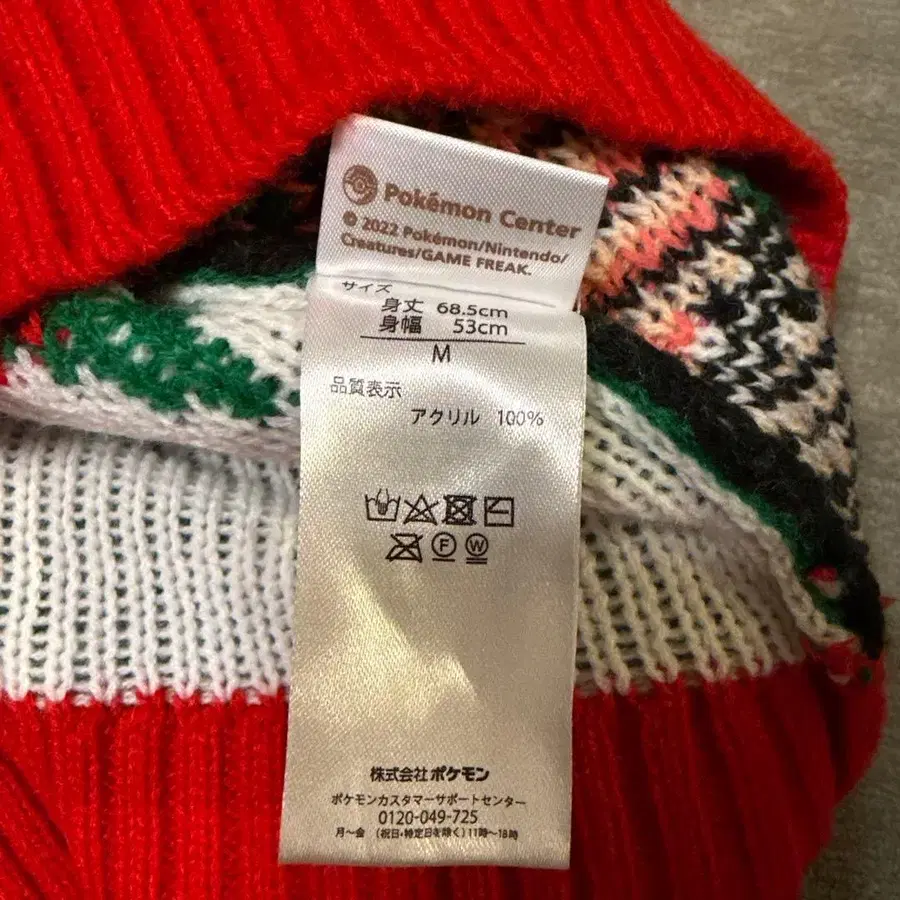 Pokémon Center
© 2022 Pokémon/Nintendo/
Creatures/GAME FREAK.
サイズ
身丈 68.5cm
身幅 53cm
M
品質表示
アクリル 100%
F W
株式会社ポケモン
ポケモンカスタマーサポートセンター
0120-049-725
月～金 (祝日・特定日を除く) 11時～18時